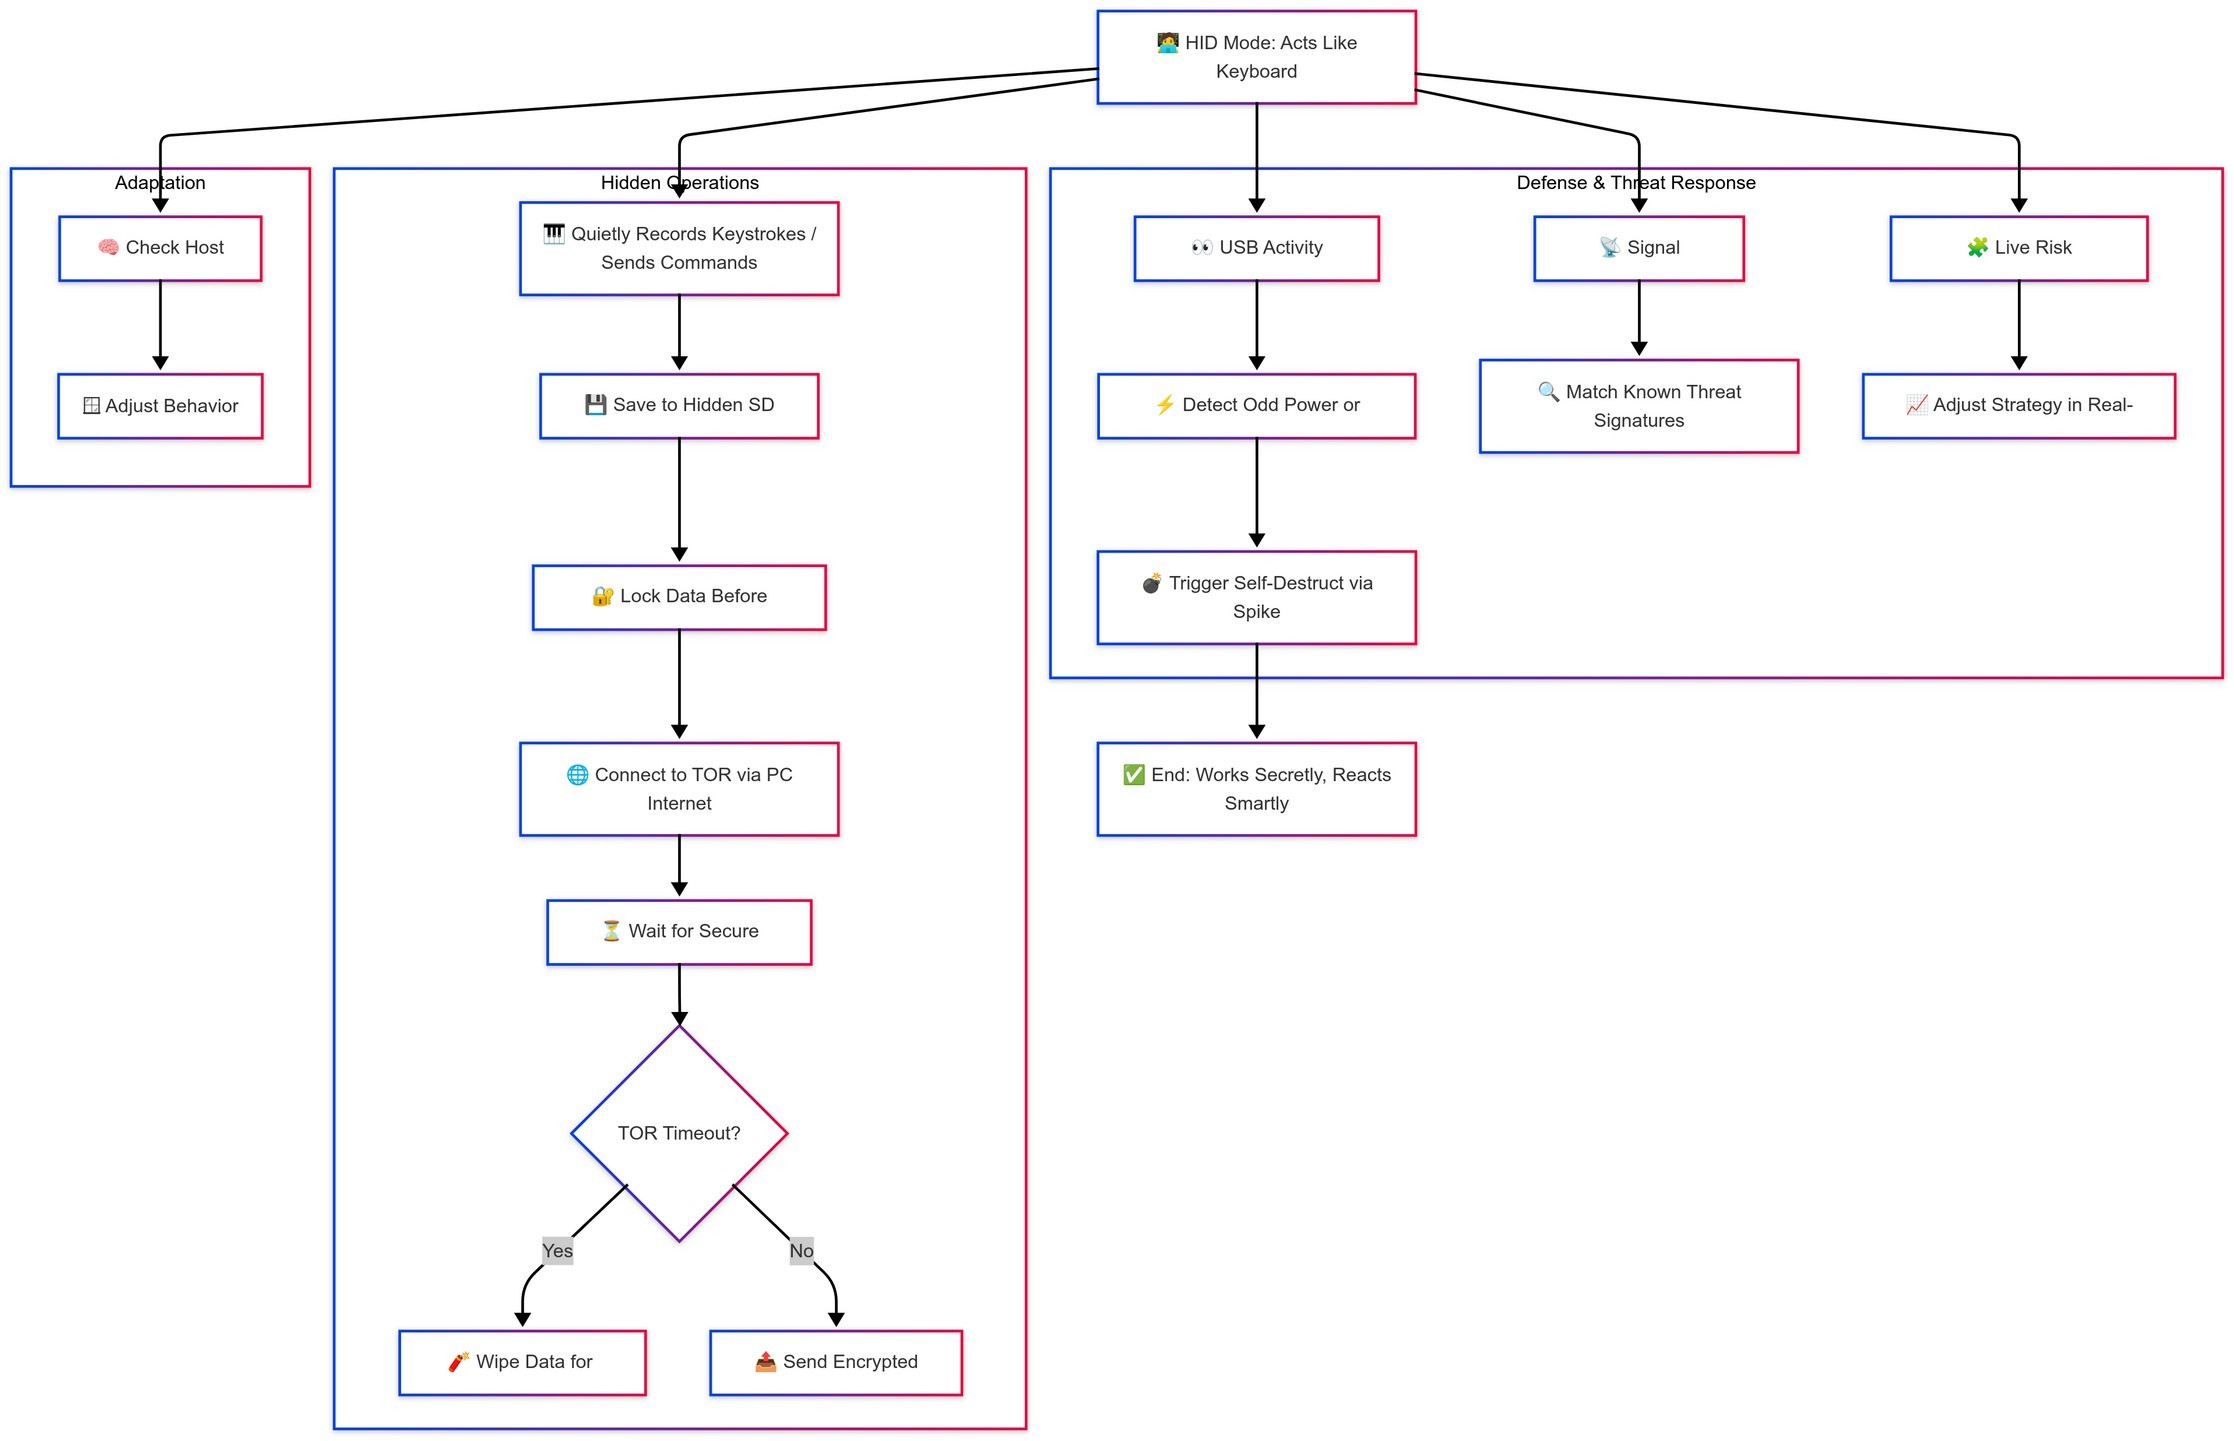 🧑‍💻 HID Mode: Acts Like
Keyboard
Adaptation
🧠 Check Host
🪟 Adjust Behavior
Hidden Operations
🎹 Quietly Records Keystrokes /
Sends Commands
💾 Save to Hidden SD
🔐 Lock Data Before
🌐 Connect to TOR via PC
Internet
⏳ Wait for Secure
TOR Timeout?
Yes
No
🧨 Wipe Data for
📤 Send Encrypted
Defense & Threat Response
👀 USB Activity
⚡ Detect Odd Power or
💣 Trigger Self-Destruct via
Spike
📡 Signal
🔍 Match Known Threat
Signatures
🧩 Live Risk
📈 Adjust Strategy in Real-
✅ End: Works Secretly, Reacts
Smartly